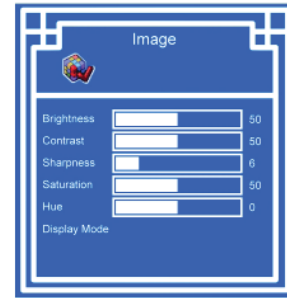 Image
Brightness 50
Contrast 50
Sharpness 6
Saturation 50
Hue 0
Display Mode